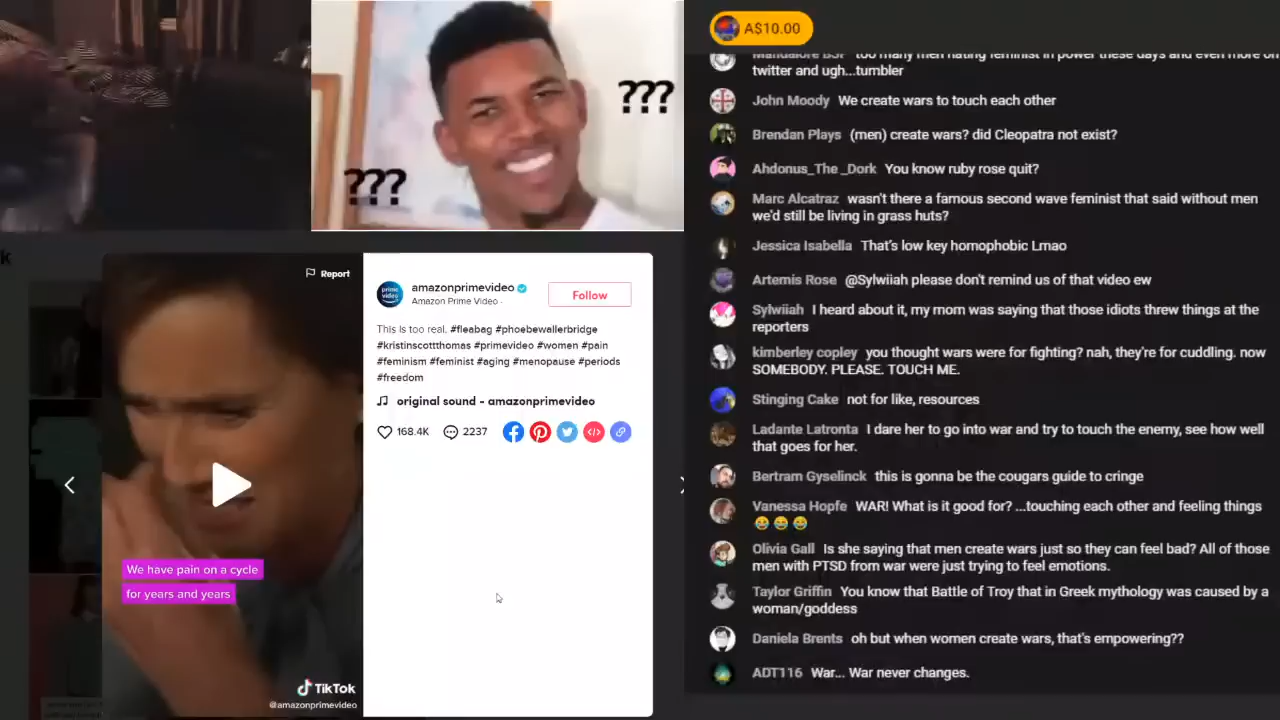 A$10.00
???
???
Mandalore BSF too many men hating feminist in power these days and even more on
twitter and ugh...tumbler
John Moody We create wars to touch each other
Brendan Plays (men) create wars? did Cleopatra not exist?
Ahdonus_The_Dork You know ruby rose quit?
Marc Alcatraz wasn't there a famous second wave feminist that said without men
we'd still be living in grass huts?
Jessica Isabella That's low key homophobic Lmao
Artemis Rose @Sylwiiah please don't remind us of that video ew
Sylwiiah I heard about it, my mom was saying that those idiots threw things at the
reporters
kimberley copley you thought wars were for fighting? nah, they're for cuddling. now
SOMEBODY. PLEASE. TOUCH ME.
Stinging Cake not for like, resources
Ladante Latronta I dare her to go into war and try to touch the enemy, see how well
that goes for her.
Bertram Gyselinck this is gonna be the cougars guide to cringe
Vanessa Hopfe WAR! What is it good for? ...touching each other and feeling things
😂😂😂
Olivia Gall Is she saying that men create wars just so they can feel bad? All of those
men with PTSD from war were just trying to feel emotions.
Taylor Griffin You know that Battle of Troy that in Greek mythology was caused by a
woman/goddess
Daniela Brents oh but when women create wars, that's empowering??
ADT116 War... War never changes.
k
Report
prime video
amazonprimevideo
Amazon Prime Video ·
Follow
This is too real. #fleabag #phoebewallerbridge
#kristinscottthomas #primevideo #women #pain
#feminism #feminist #aging #menopause #periods
#freedom
original sound - amazonprimevideo
168.4K
2237
We have pain on a cycle
for years and years
TikTok
@amazonprimevideo